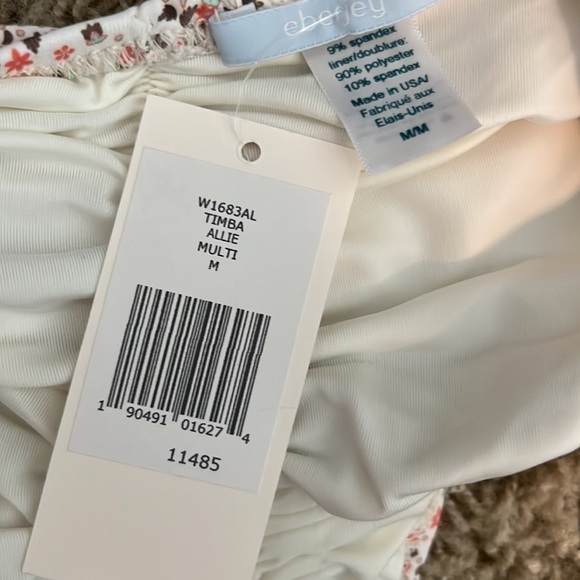 eberjey
9% spandex
liner/doublure:
90% polyester
10% spandex
Made in USA/
Fabriqué aux
Elais-Unis
M/M
W1683AL
TIMBA
ALLIE
MULTI
M
1 90491 01627 4
11485